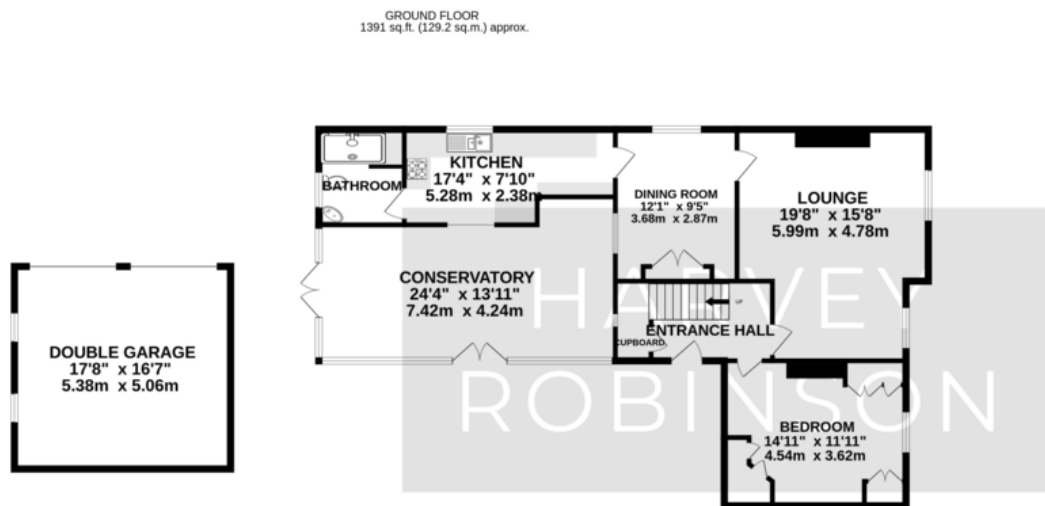 GROUND FLOOR
1391 sq.ft. (129.2 sq.m.) approx.
BATHROOM
KITCHEN
17'4" x 7'10"
5.28m x 2.38m
DINING ROOM
12'1" x 9'5"
3.68m x 2.87m
LOUNGE
19'8" x 15'8"
5.99m x 4.78m
CONSERVATORY
24'4" x 13'11"
7.42m x 4.24m
UP
ENTRANCE HALL
CUPBOARD
DOUBLE GARAGE
17'8" x 16'7"
5.38m x 5.06m
BEDROOM
14'11" x 11'11"
4.54m x 3.62m
HARVEY
ROBINSON